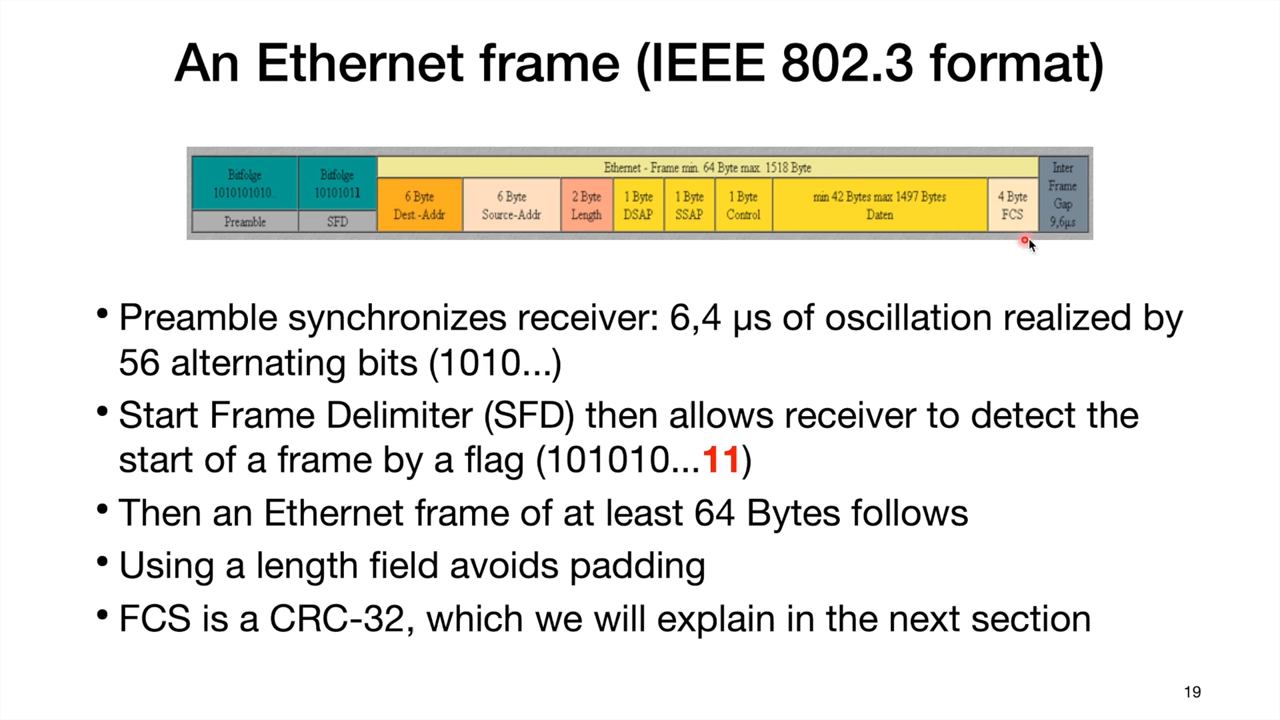 An Ethernet frame (IEEE 802.3 format)
Bitfolge
1010101010..
Preamble
Bitfolge
10101011
SFD
Ethernet - Frame min. 64 Byte max. 1518 Byte
6 Byte
Dest.-Addr
6 Byte
Source-Addr
2 Byte
Length
1 Byte
DSAP
1 Byte
SSAP
1 Byte
Control
min 42 Bytes max 1497 Bytes
Daten
4 Byte
FCS
Inter
Frame
Gap
9,6µs
• Preamble synchronizes receiver: 6,4 µs of oscillation realized by
56 alternating bits (1010...)
• Start Frame Delimiter (SFD) then allows receiver to detect the
start of a frame by a flag (101010...11)
• Then an Ethernet frame of at least 64 Bytes follows
• Using a length field avoids padding
• FCS is a CRC-32, which we will explain in the next section
19